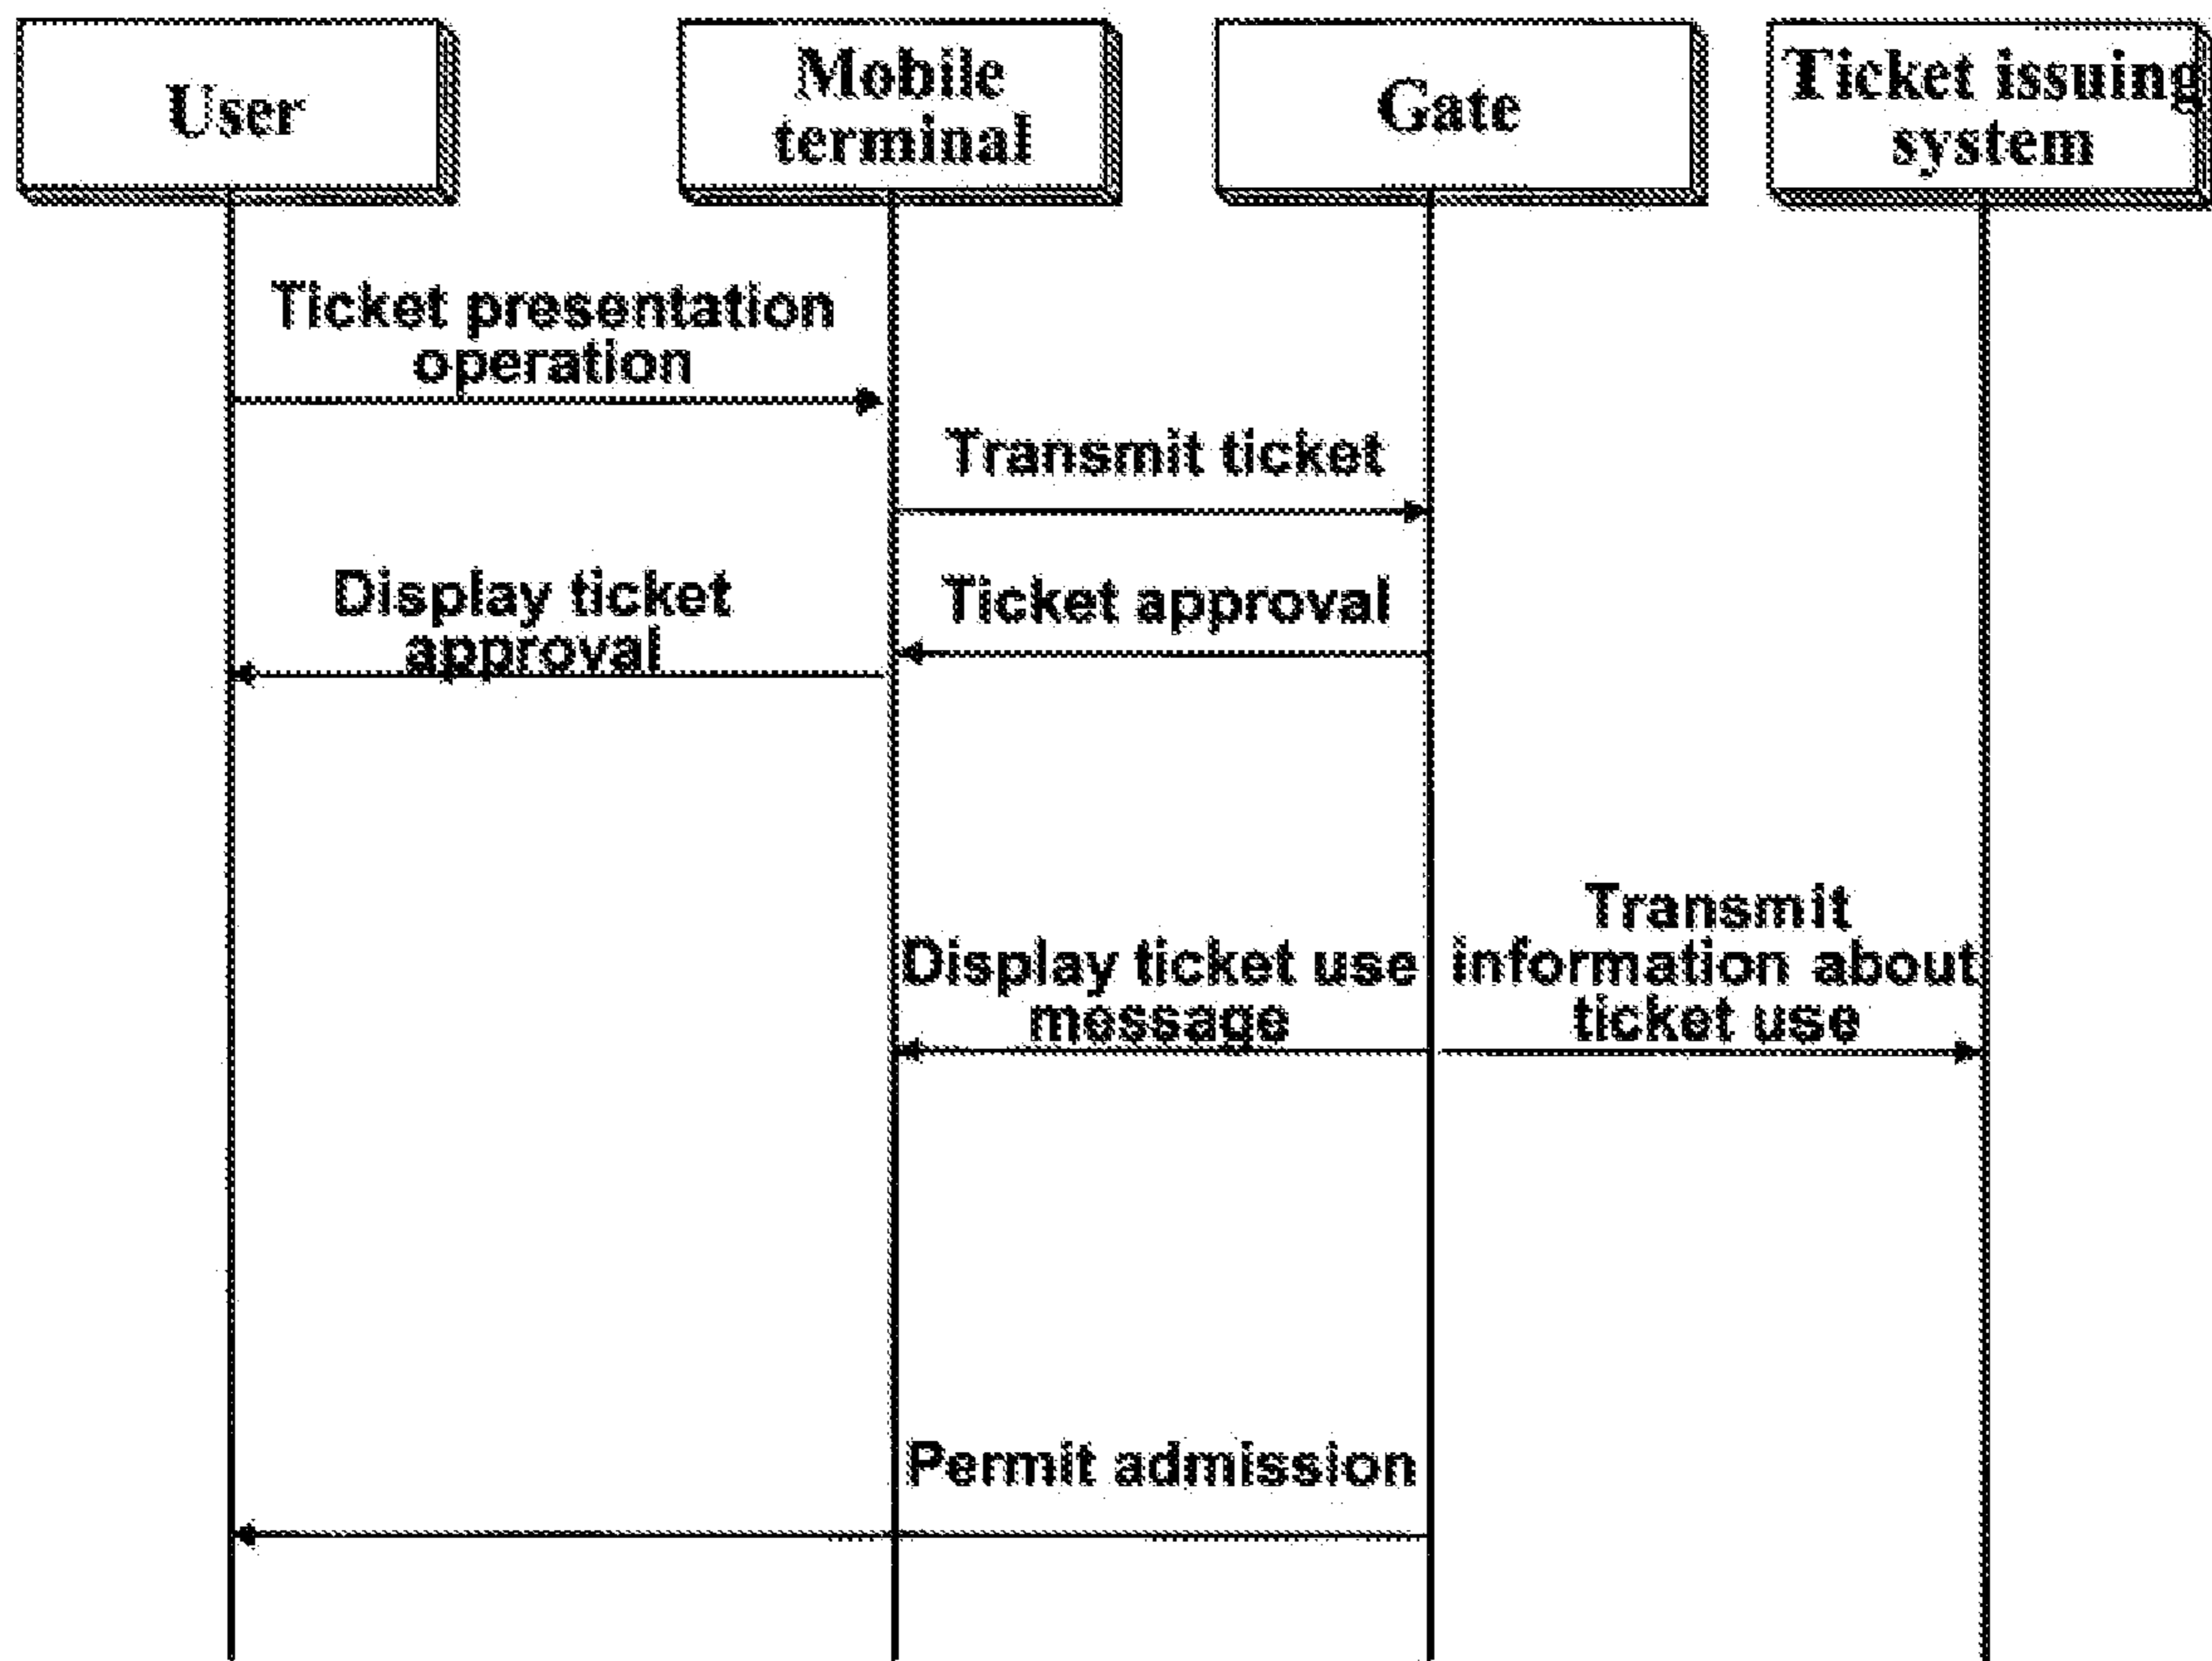 User
Mobile
terminal
Gate
Ticket issuing
system
Ticket presentation
operation
Transmit ticket
Display ticket
approval
Ticket approval
Display ticket use
message
Transmit
information about
ticket use
Permit admission